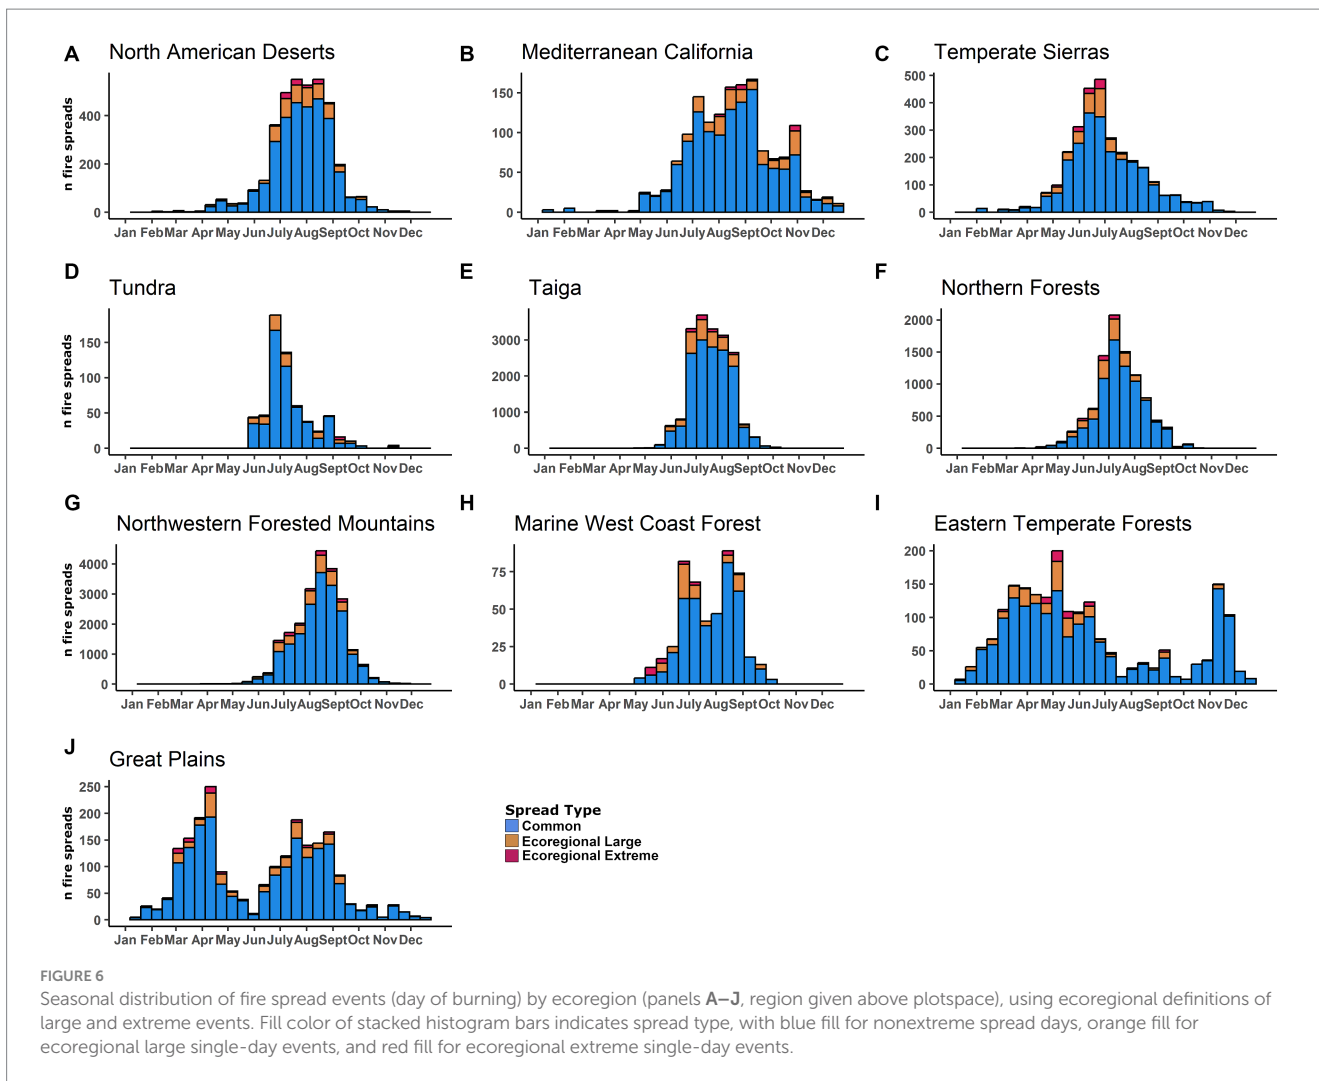 A North American Deserts
n fire spreads
400
200
0
Jan Feb Mar Apr May Jun July Aug Sept Oct Nov Dec
B Mediterranean California
150
100
50
0
Jan Feb Mar Apr May Jun July Aug Sept Oct Nov Dec
C Temperate Sierras
500
400
300
200
100
0
Jan Feb Mar Apr May June July Aug Sept Oct Nov Dec
D Tundra
n fire spreads
150
100
50
0
Jan Feb Mar Apr May Jun July Aug Sept Oct Nov Dec
E Taiga
3000
2000
1000
0
Jan Feb Mar Apr May June July Aug Sept Oct Nov Dec
F Northern Forests
2000
1500
1000
500
0
Jan Feb Mar Apr May June July Aug Sept Oct Nov Dec
G Northwestern Forested Mountains
n fire spreads
4000
3000
2000
1000
0
Jan Feb Mar Apr May Jun July Aug Sept Oct Nov Dec
H Marine West Coast Forest
75
50
25
0
Jan Feb Mar Apr May June July Aug Sept Oct Nov Dec
I Eastern Temperate Forests
200
150
100
50
0
Jan Feb Mar Apr May June July Aug Sept Oct Nov Dec
J Great Plains
n fire spreads
250
200
150
100
50
0
Jan Feb Mar Apr May Jun July Aug Sept Oct Nov Dec
Spread Type
Common
Ecoregional Large
Ecoregional Extreme
FIGURE 6
Seasonal distribution of fire spread events (day of burning) by ecoregion (panels A–J, region given above plotspace), using ecoregional definitions of
large and extreme events. Fill color of stacked histogram bars indicates spread type, with blue fill for nonextreme spread days, orange fill for
ecoregional large single-day events, and red fill for ecoregional extreme single-day events.